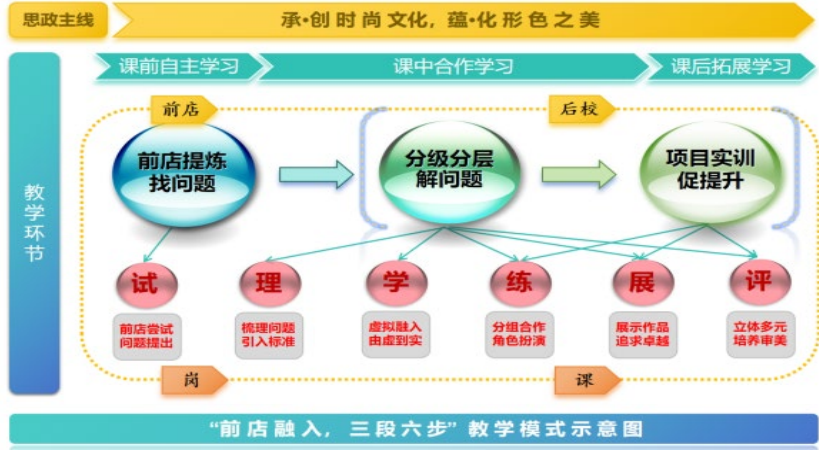 思政主线
承·创时尚文化，蕴·化形色之美
课前自主学习
课中合作学习
课后拓展学习
教学环节
前店
后校
前店提炼
找问题
分级分层
解问题
项目实训
促提升
试
理
学
练
展
评
前店尝试
问题提出
梳理问题
引入标准
虚拟融入
由虚到实
分组合作
角色扮演
展示作品
追求卓越
立体多元
培养审美
岗
课
“前店融入，三段六步”教学模式示意图